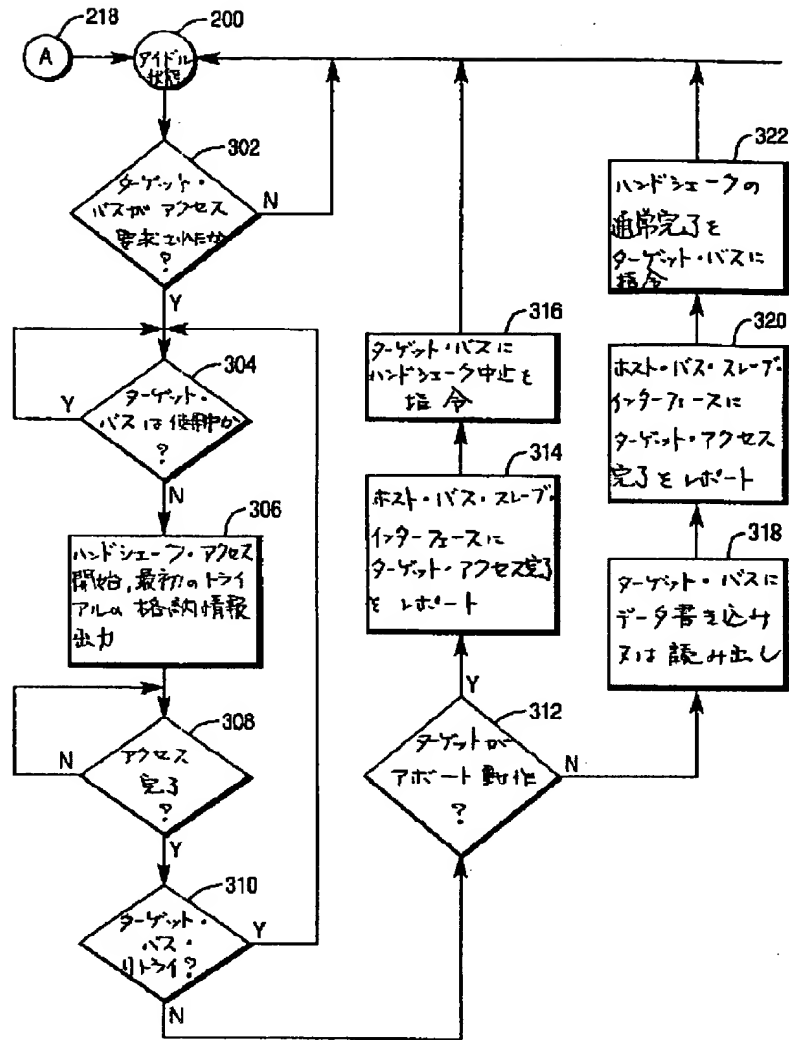 218
200
A
アイドル
状態
302
ターゲット・
バスがアクセス
要求されたか
?
N
Y
304
ターゲット・
バスは使用中か
?
Y
N
306
ハンドシェーク・アクセス
開始,最初のトライ
アルの格納情報
出力
308
アクセス
完了
?
N
Y
310
ターゲット・
バス・
リトライ?
Y
N
316
ターゲット・バスに
ハンドシェーク中止を
指令
314
ホスト・バス・スレーブ・
インターフェースに
ターゲット・アクセス完了
をレポート
Y
312
ターゲットが
アボート動作
?
N
322
ハンドシェークの
通常完了を
ターゲット・バスに
指令
320
ホスト・バス・スレーブ・
インターフェースに
ターゲット・アクセス
完了をレポート
318
ターゲット・バスに
データ書き込み
又は読み出し